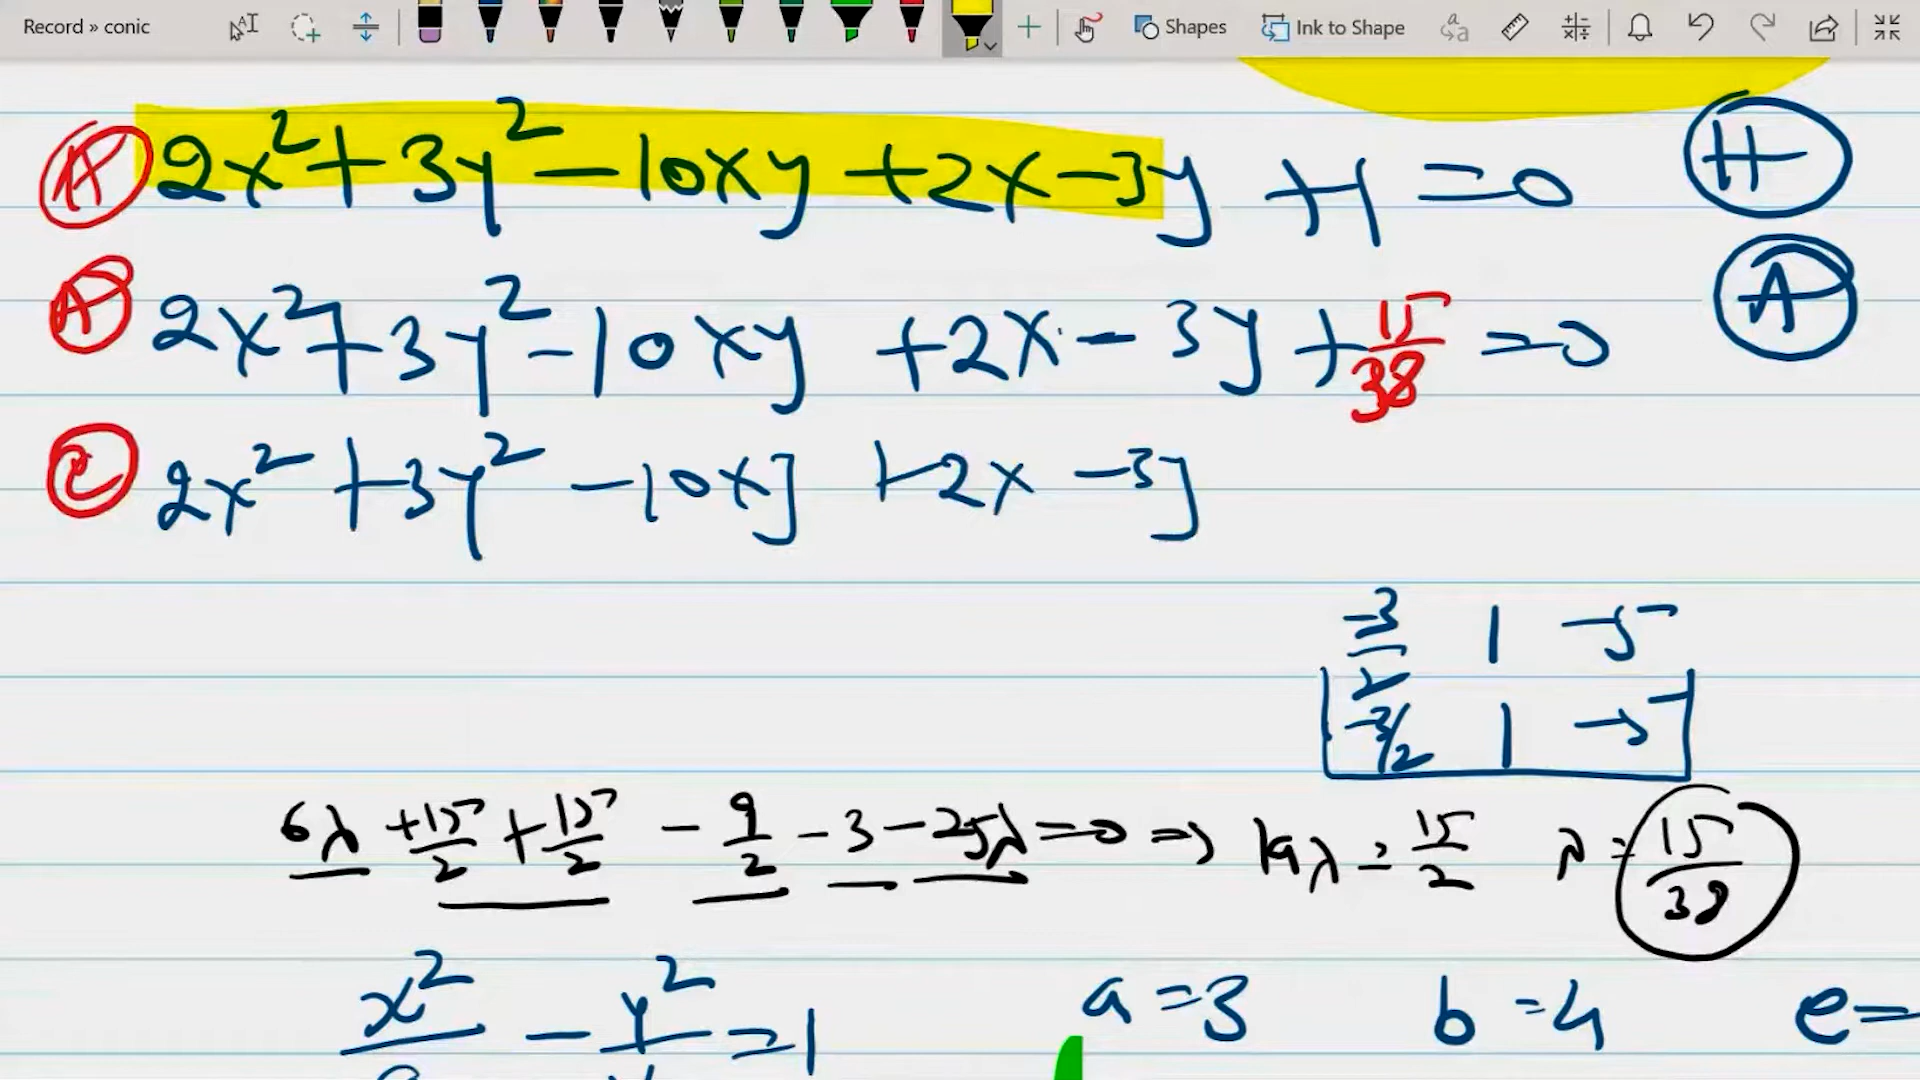 Record » conic
Shapes
Ink to Shape
H 2x² + 3y² - 10xy + 2x - 3y + 1 = 0 H
A 2x² + 3y² - 10xy + 2x - 3y + 15/38 = 0 A
C 2x² + 3y² - 10xy + 2x - 3y
-3/2 1 -5
-3/2 1 -5
6λ + 15/2 + 15/2 - 9/2 - 3 - 25λ = 0 ⇒ 19λ = 15/2 λ = 15/38
x² - y² = 1 a = 3 b = 4 e =